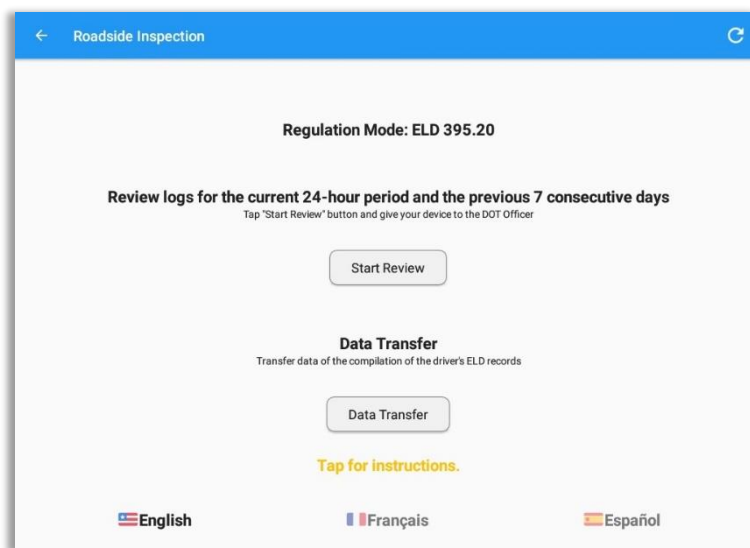 Roadside Inspection
Regulation Mode: ELD 395.20
Review logs for the current 24-hour period and the previous 7 consecutive days
Tap "Start Review" button and give your device to the DOT Officer
Start Review
Data Transfer
Transfer data of the compilation of the driver's ELD records
Data Transfer
Tap for instructions.
English Français Español